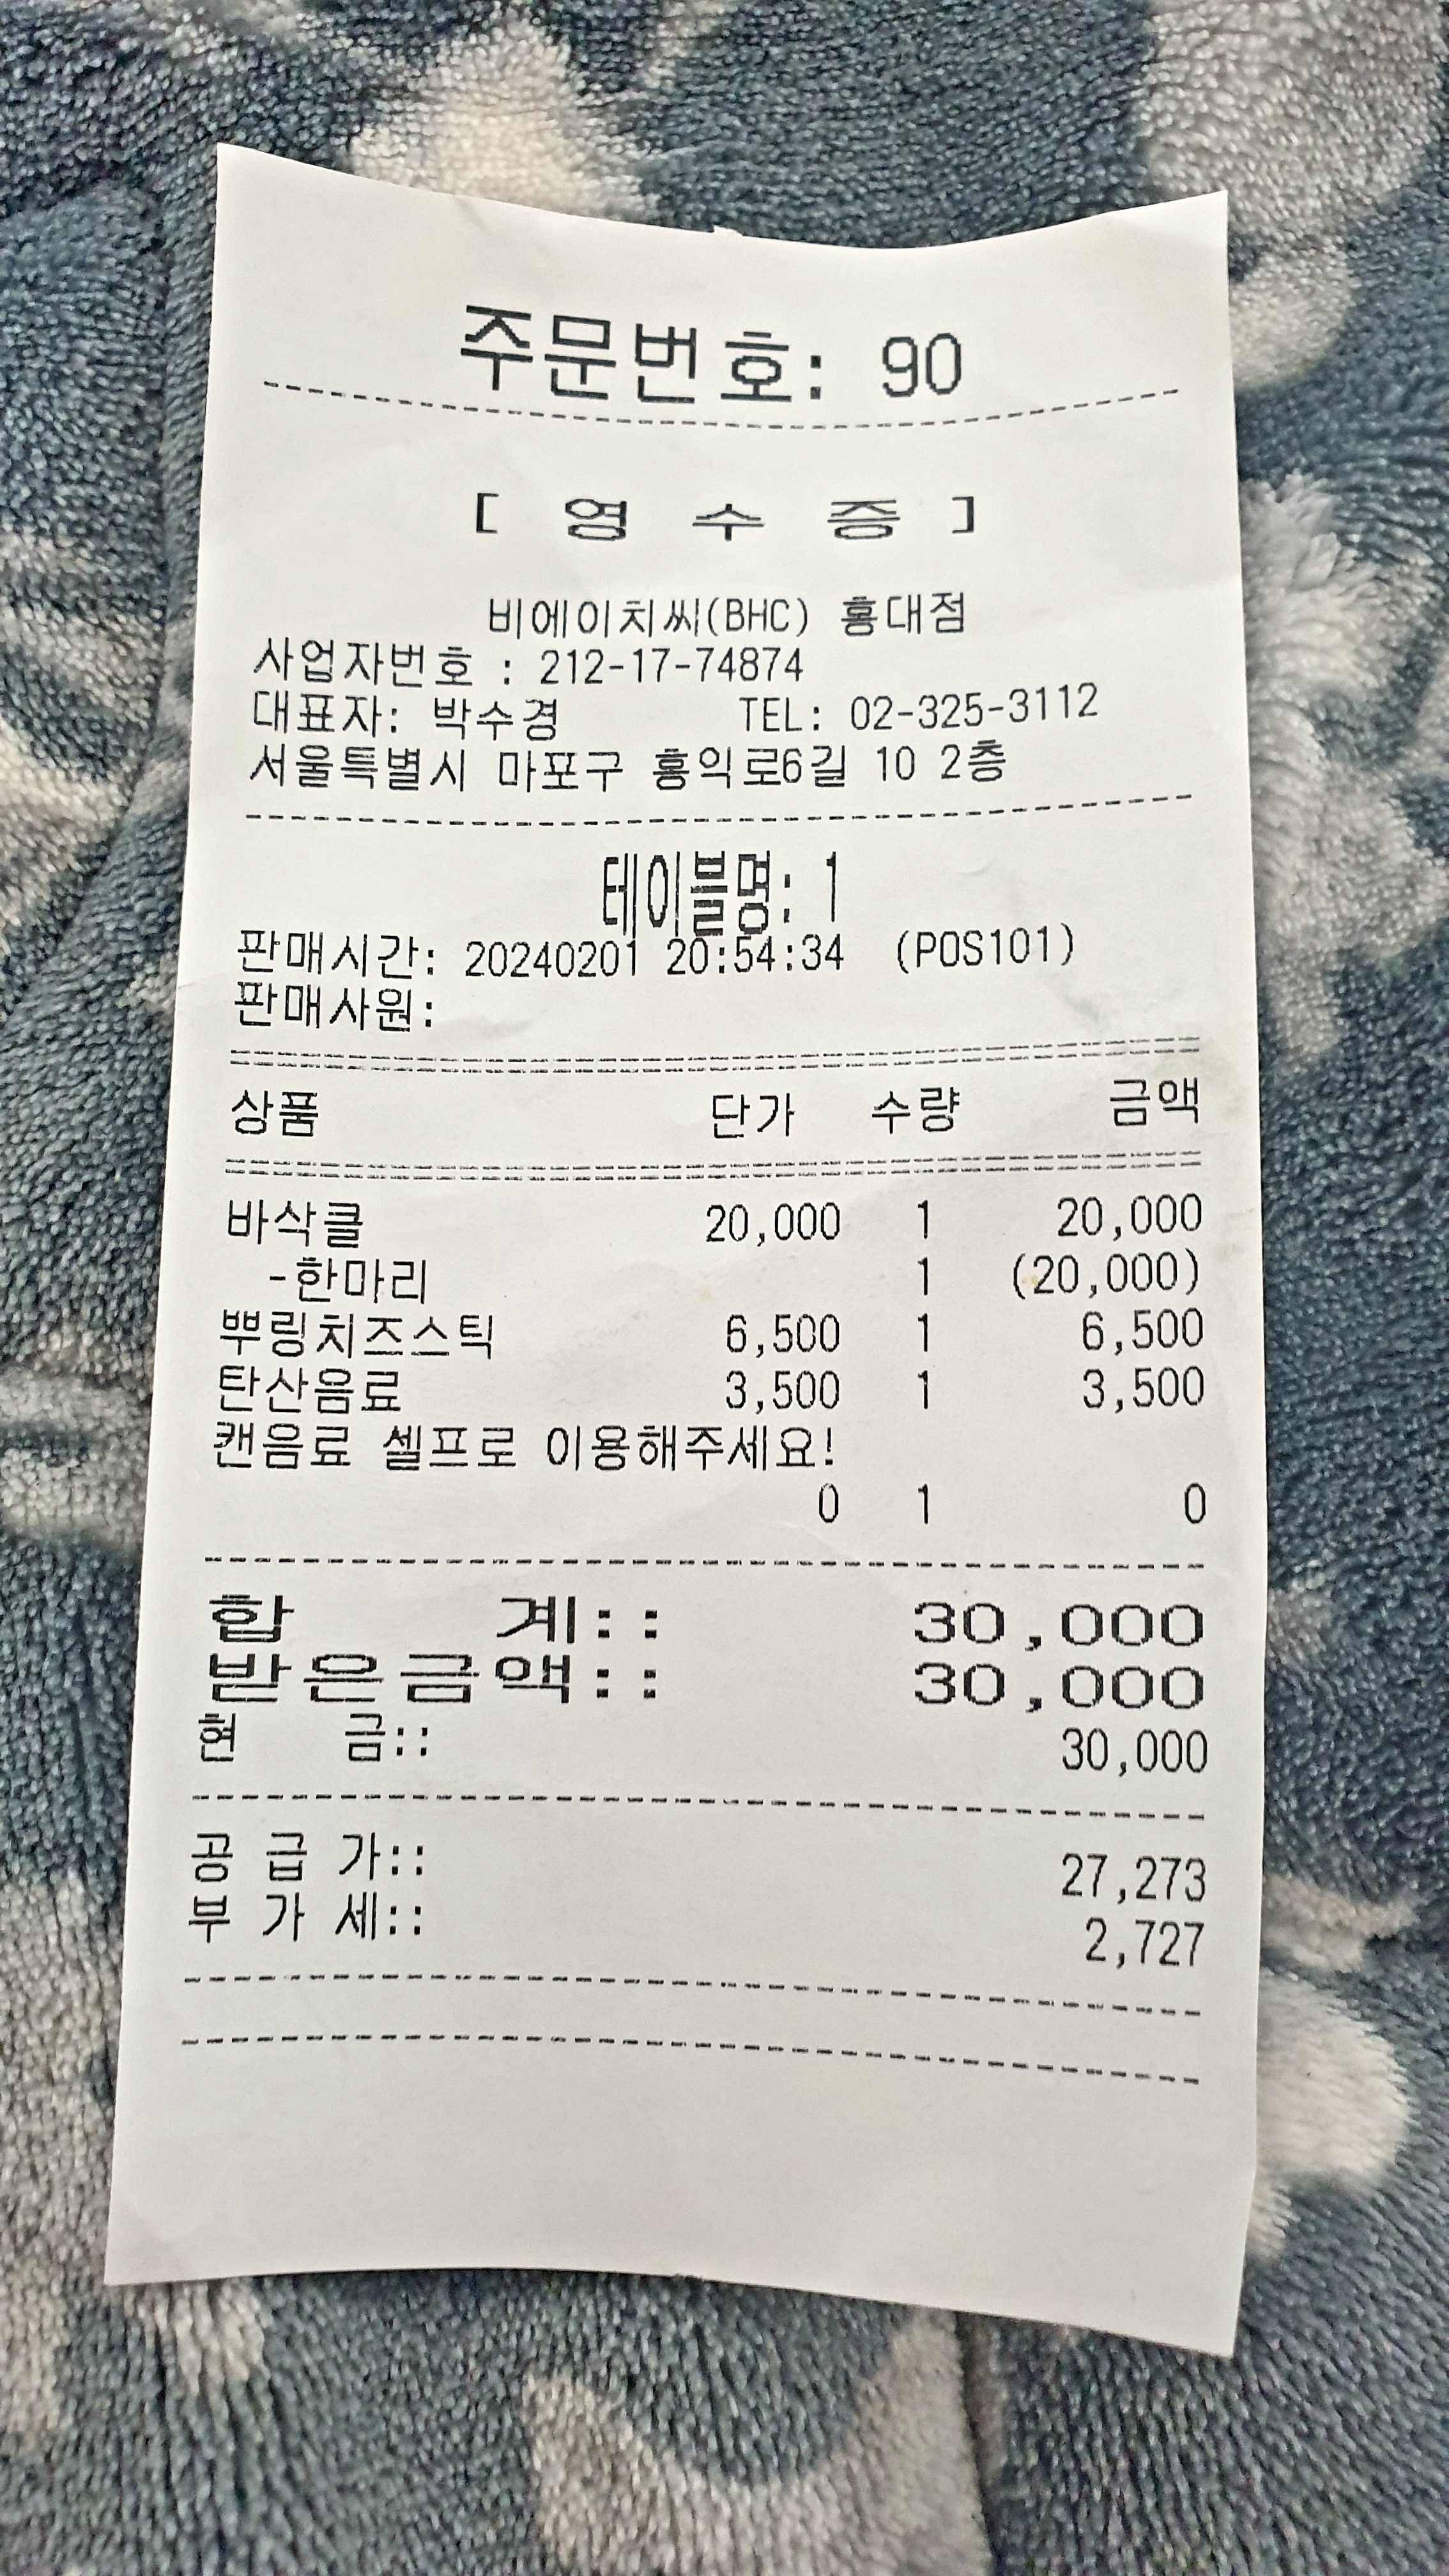 주문번호: 90
[ 영 수 증 ]
비에이치씨(BHC) 홍대점
사업자번호 : 212-17-74874
대표자: 박수경 TEL: 02-325-3112
서울특별시 마포구 홍익로6길 10 2층
테이블명: 1
판매시간: 20240201 20:54:34 (POS101)
판매사원:
상품 단가 수량 금액
바삭클 20,000 1 20,000
-한마리 1 (20,000)
뿌링치즈스틱 6,500 1 6,500
탄산음료 3,500 1 3,500
캔음료 셀프로 이용해주세요!
0 1 0
합 계:: 30,000
받은금액:: 30,000
현 금:: 30,000
공 급 가:: 27,273
부 가 세:: 2,727